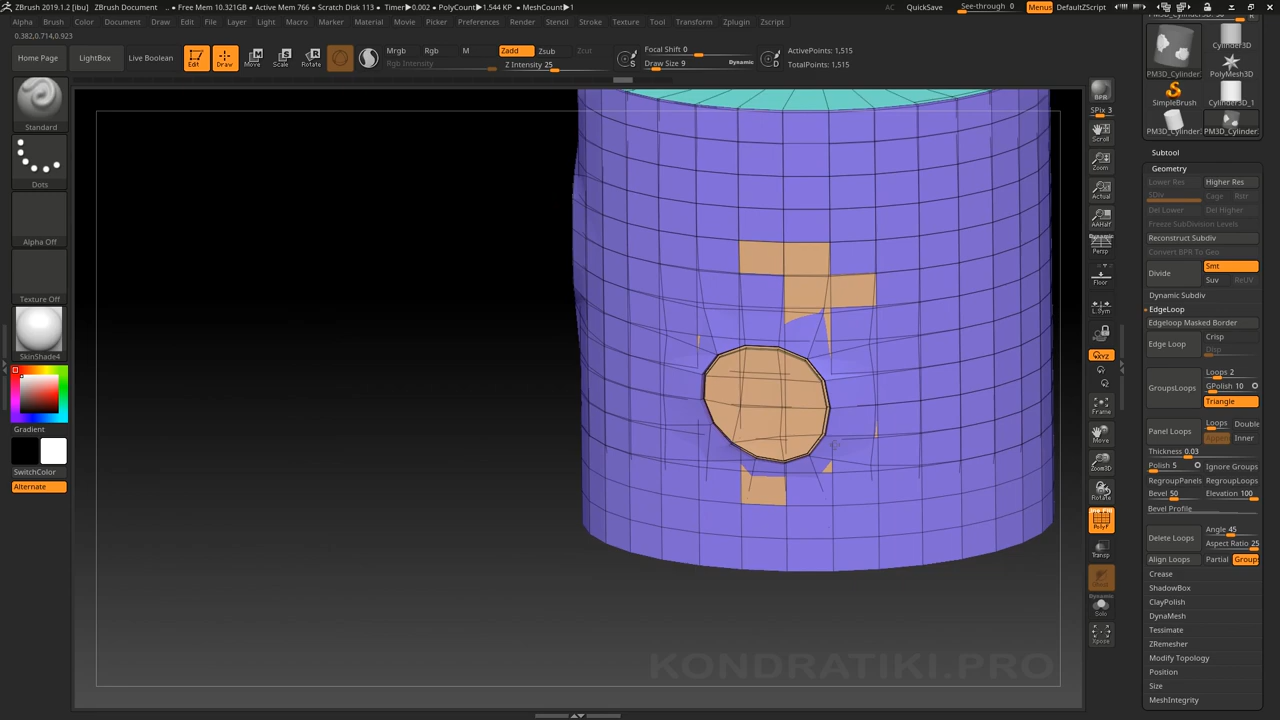 ZBrush 2019.1.2 [ibu]    ZBrush Document    • Free Mem 10.321GB • Active Mem 766 • Scratch Disk 113 • Timer▸0.002 • PolyCount▸1.544 KP • MeshCount▸1    AC    QuickSave    See-through 0    Menus    DefaultZScript
Alpha Brush Color Document Draw Edit File Layer Light Macro Marker Material Movie Picker Preferences Render Stencil Stroke Texture Tool Transform Zplugin Zscript
0.382,0.714,0.923
Home Page LightBox Live Boolean Edit Draw Move Scale Rotate
Mrgb Rgb M Zadd Zsub Zcut
Rgb Intensity Z Intensity 25
Focal Shift 0
Draw Size 9 Dynamic
S
D
ActivePoints: 1,515
TotalPoints: 1,515
Standard
Dots
Alpha Off
Texture Off
SkinShade4
Gradient
SwitchColor
Alternate
BPR
SPix 3
Scroll
Zoom
Actual
AAHalf
Dynamic
Persp
Floor
L.Sym
XYZ
Frame
Move
Zoom3D
Rotate
PolyF
Transp
Dynamic
Solo
Xpose
PM3D_Cylinder
Cylinder3D
PolyMesh3D
SimpleBrush
Cylinder3D_1
PM3D_Cylinder
PM3D_Cylinder
Subtool
Geometry
Lower Res Higher Res
SDiv Cage Rstr
Del Lower Del Higher
Freeze SubDivision Levels
Reconstruct Subdiv
Convert BPR To Geo
Divide Smt
Suv ReUV
Dynamic Subdiv
EdgeLoop
Edgeloop Masked Border
Edge Loop Crisp
Disp
GroupsLoops Loops 2
GPolish 10
Triangle
Panel Loops Loops Double
Append Inner
Thickness 0.03
Polish 5 Ignore Groups
RegroupPanels RegroupLoops
Bevel 50 Elevation 100
Bevel Profile
Delete Loops Angle 45
Aspect Ratio 25
Align Loops Partial Groups
Crease
ShadowBox
ClayPolish
DynaMesh
Tessimate
ZRemesher
Modify Topology
Position
Size
MeshIntegrity
KONDRATIKI.PRO